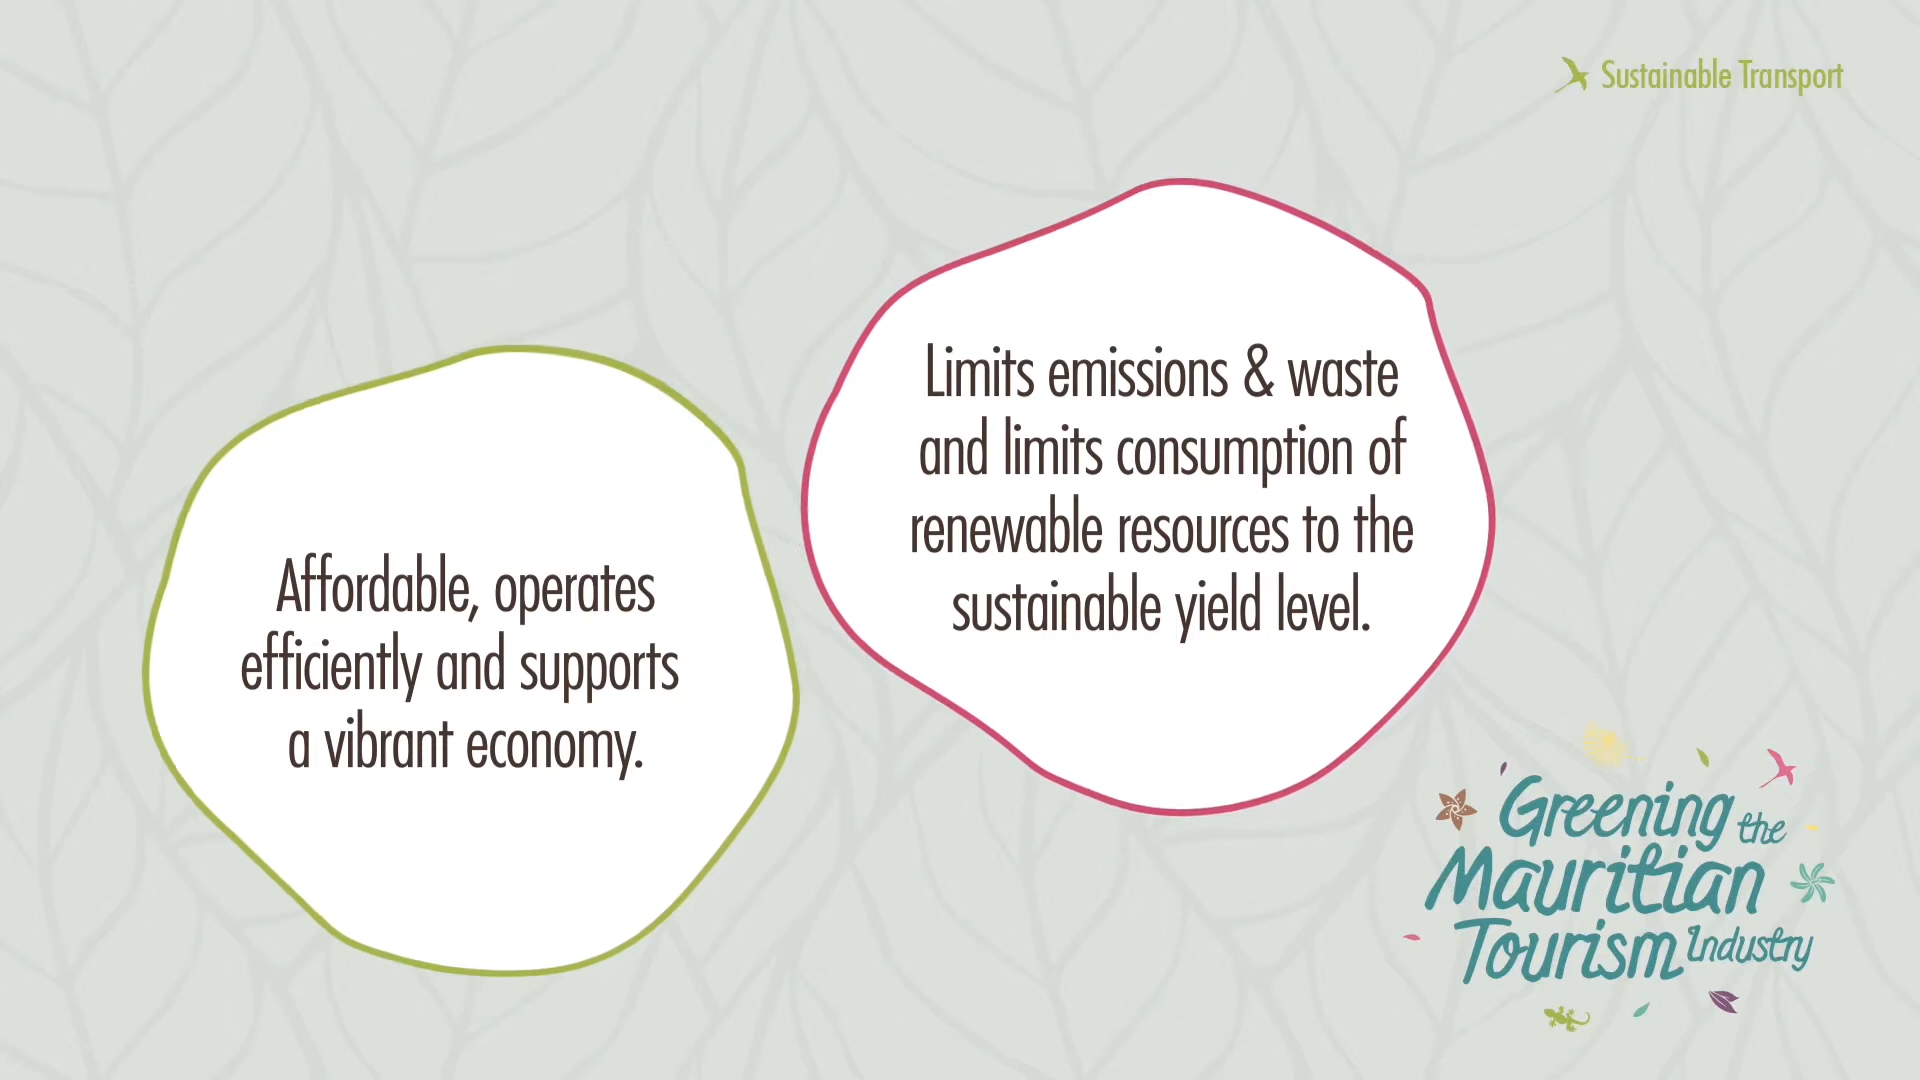 Sustainable Transport
Affordable, operates
efficiently and supports
a vibrant economy.
Limits emissions & waste
and limits consumption of
renewable resources to the
sustainable yield level.
Greening the
Mauritian
Tourism Industry